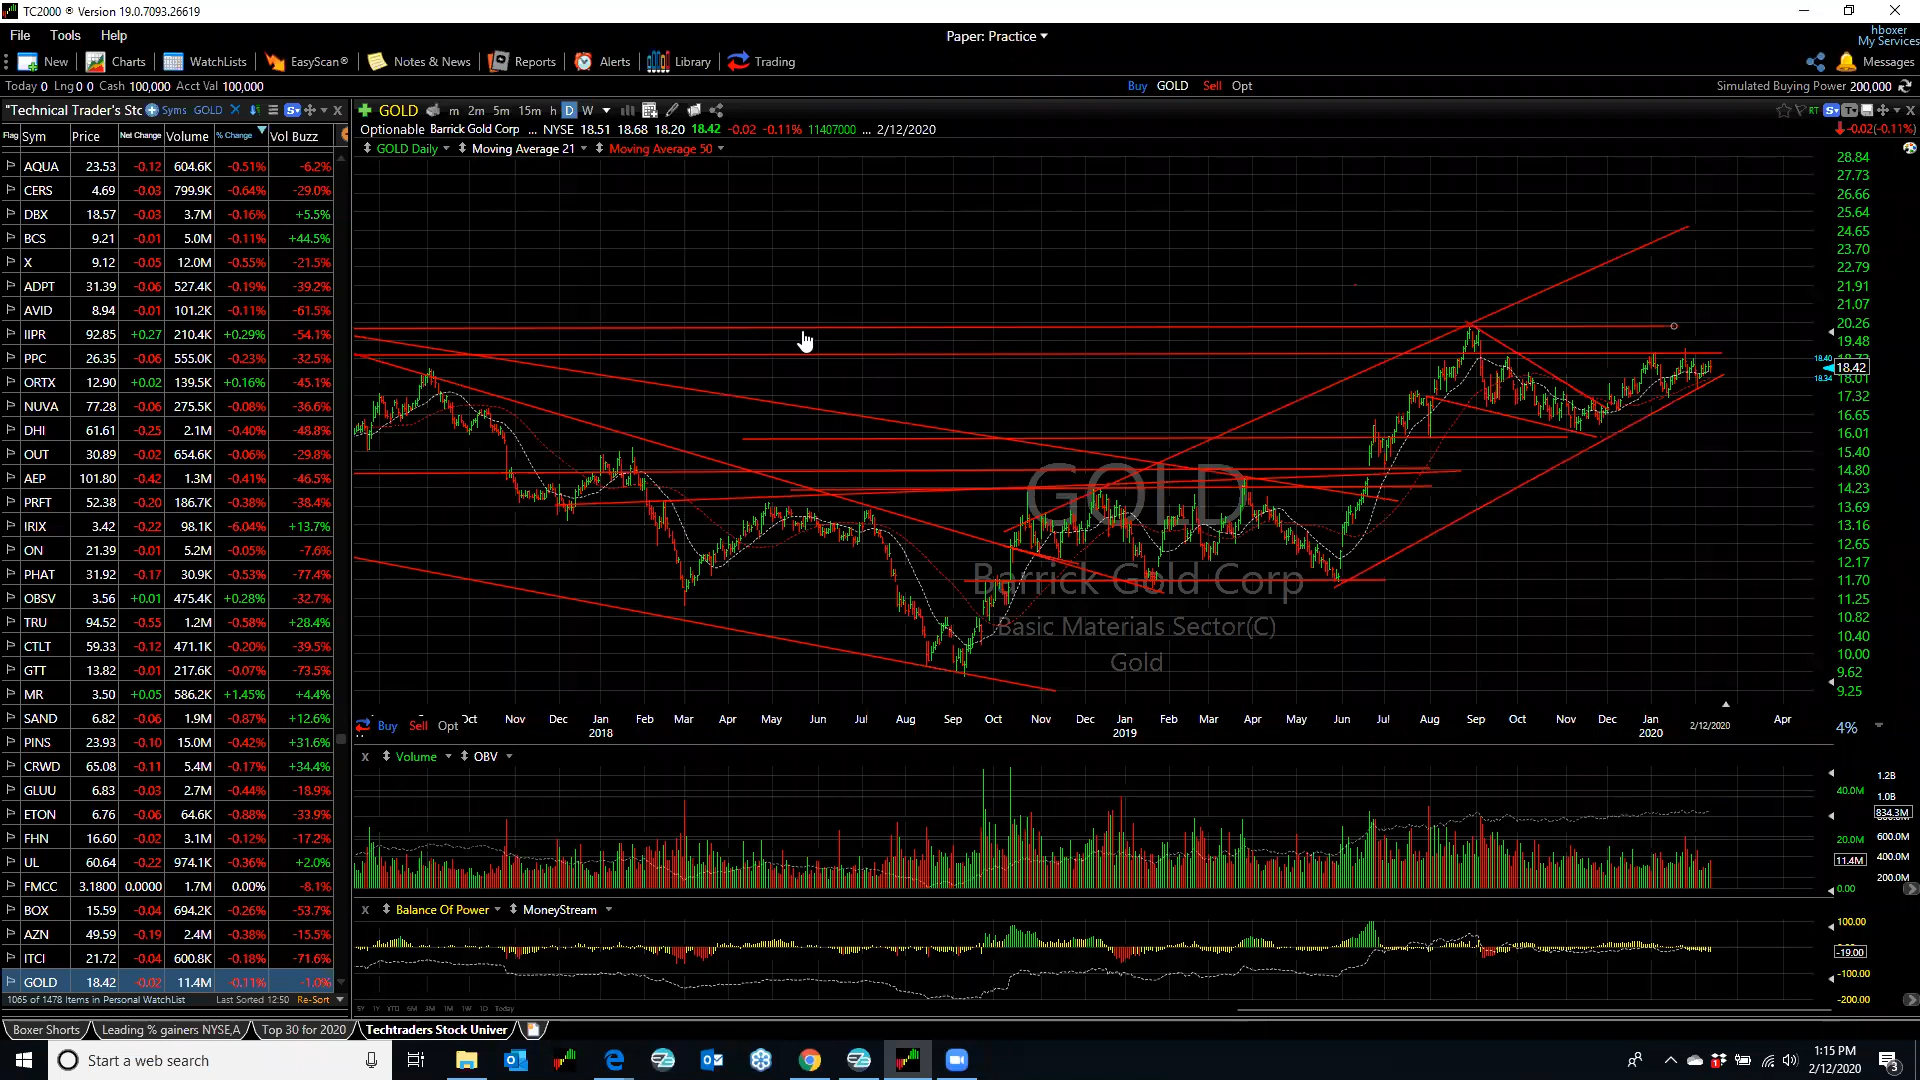 TC2000 ® Version 19.0.7093.26619
File Tools Help
Paper: Practice
hboxer
My Services
New Charts WatchLists EasyScan® Notes & News Reports Alerts Library Trading
Messages
Today 0 Lng 0 0 Cash 100,000 Acct Val 100,000
Buy GOLD Sell Opt
Simulated Buying Power 200,000
"Technical Trader's Stc Syms GOLD
GOLD m 2m 5m 15m h D W
RT
Optionable Barrick Gold Corp ... NYSE 18.51 18.68 18.20 18.42 -0.02 -0.11% 11407000 ... 2/12/2020
-0.02(-0.11%)
GOLD Daily Moving Average 21 Moving Average 50
Flag Sym Price Net Change Volume % Change Vol Buzz
AQUA 23.53 -0.12 604.6K -0.51% -6.2%
CERS 4.69 -0.03 799.9K -0.64% -29.0%
DBX 18.57 -0.03 3.7M -0.16% +5.5%
BCS 9.21 -0.01 5.0M -0.11% +44.5%
X 9.12 -0.05 12.0M -0.55% -21.5%
ADPT 31.39 -0.06 527.4K -0.19% -39.2%
AVID 8.94 -0.01 101.2K -0.11% -61.5%
IIPR 92.85 +0.27 210.4K +0.29% -54.1%
PPC 26.35 -0.06 555.0K -0.23% -32.5%
ORTX 12.90 +0.02 139.5K +0.16% -45.1%
NUVA 77.28 -0.06 275.5K -0.08% -36.6%
DHI 61.61 -0.25 2.1M -0.40% -48.8%
OUT 30.89 -0.02 654.6K -0.06% -29.8%
AEP 101.80 -0.42 1.3M -0.41% -46.5%
PRFT 52.38 -0.20 186.7K -0.38% -38.4%
IRIX 3.42 -0.22 98.1K -6.04% +13.7%
ON 21.39 -0.01 5.2M -0.05% -7.6%
PHAT 31.92 -0.17 30.9K -0.53% -77.4%
OBSV 3.56 +0.01 475.4K +0.28% -32.7%
TRU 94.52 -0.55 1.2M -0.58% +28.4%
CTLT 59.33 -0.12 471.1K -0.20% -39.5%
GTT 13.82 -0.01 217.6K -0.07% -73.5%
MR 3.50 +0.05 586.2K +1.45% +4.4%
SAND 6.82 -0.06 1.9M -0.87% +12.6%
PINS 23.93 -0.10 15.0M -0.42% +31.6%
CRWD 65.08 -0.11 5.4M -0.17% +34.4%
GLUU 6.83 -0.03 2.7M -0.44% -18.9%
ETON 6.76 -0.06 64.6K -0.88% -33.9%
FHN 16.60 -0.02 3.1M -0.12% -17.2%
UL 60.64 -0.22 974.1K -0.36% +2.0%
FMCC 3.1800 0.0000 1.7M 0.00% -8.1%
BOX 15.59 -0.04 694.2K -0.26% -53.7%
AZN 49.59 -0.19 2.4M -0.38% -15.5%
ITCI 21.72 -0.04 600.8K -0.18% -71.6%
GOLD 18.42 -0.02 11.4M -0.11% -1.0%
1065 of 1478 Items in Personal WatchList Last Sorted 12:50 Re-Sort
28.84
27.73
26.66
25.64
24.65
23.70
22.79
21.91
21.07
20.26
19.48
18.40
18.42
18.34 18.01
17.32
16.65
16.01
15.40
14.80
14.23
13.69
13.16
12.65
12.17
11.70
11.25
10.82
10.40
10.00
9.62
9.25
GOLD
Barrick Gold Corp
Basic Materials Sector(C)
Gold
Buy Sell Opt
Oct Nov Dec Jan Feb Mar Apr May Jun Jul Aug Sep Oct Nov Dec Jan Feb Mar Apr May Jun Jul Aug Sep Oct Nov Dec Jan 2/12/2020 Apr
2018 2019 2020
4%
X Volume OBV
1.2B
40.0M 1.0B
834.3M
20.0M 600.0M
11.4M 400.0M
200.0M
0.00
X Balance Of Power MoneyStream
100.00
-19.00
-100.00
-200.00
5Y 1Y YTD 6M 3M 1M 1W 1D Today
Boxer Shorts Leading % gainers NYSE,A Top 30 for 2020 Techtraders Stock Univer
Start a web search
1:15 PM
2/12/2020
3